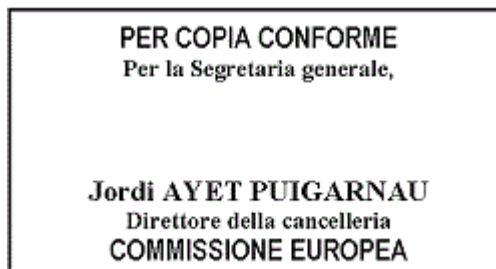 PER COPIA CONFORME
Per la Segretaria generale,
Jordi AYET PUIGARNAU
Direttore della cancelleria
COMMISSIONE EUROPEA